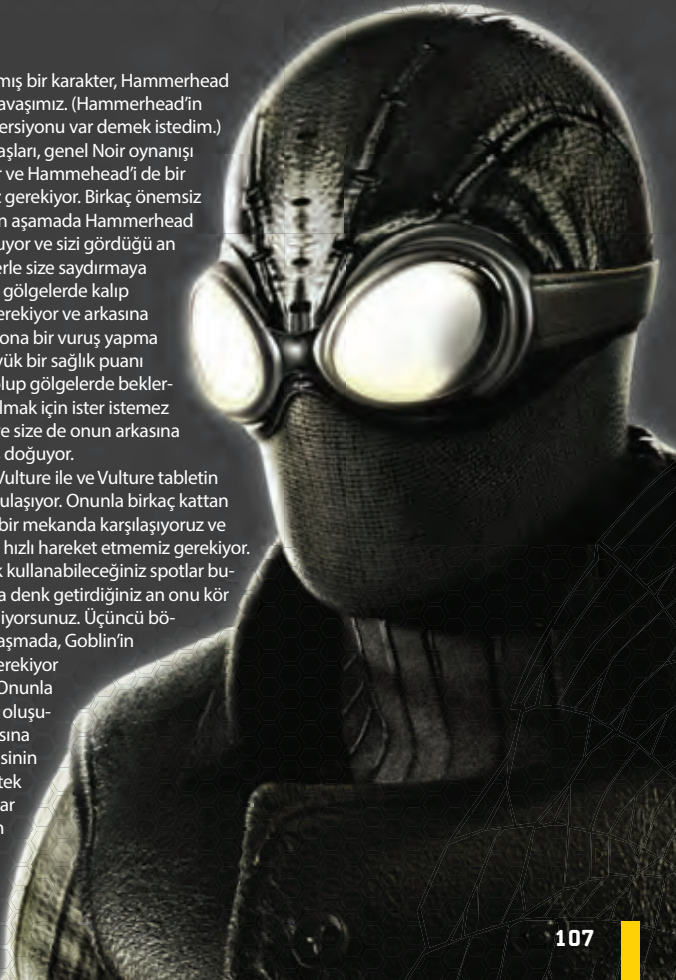 mış bir karakter, Hammerhead
avaşımız. (Hammerhead'in
ersiyonu var demek istedim.)
aşları, genel Noir oynanışı
r ve Hammehead'i de bir
z gerekiyor. Birkaç önemsiz
n aşamada Hammerhead
uyor ve sizi gördüğü an
erle size saydırmaya
gölgelerde kalıp
erekiyor ve arkasına
ona bir vuruş yapma
yük bir sağlık puanı
olup gölgelerde bekler-
lmak için ister istemez
e size de onun arkasına
doğuyor.
Vulture ile ve Vulture tabletin
ulaşıyor. Onunla birkaç kattan
bir mekanda karşılaşıyoruz ve
hızlı hareket etmemiz gerekiyor.
k kullanabileceğiniz spotlar bu-
a denk getirdiğiniz an onu kör
iyorsunuz. Üçüncü bö-
aşmada, Goblin'in
erekiyor
Onunla
oluşu-
sına
sinin
tek
ar
n
107